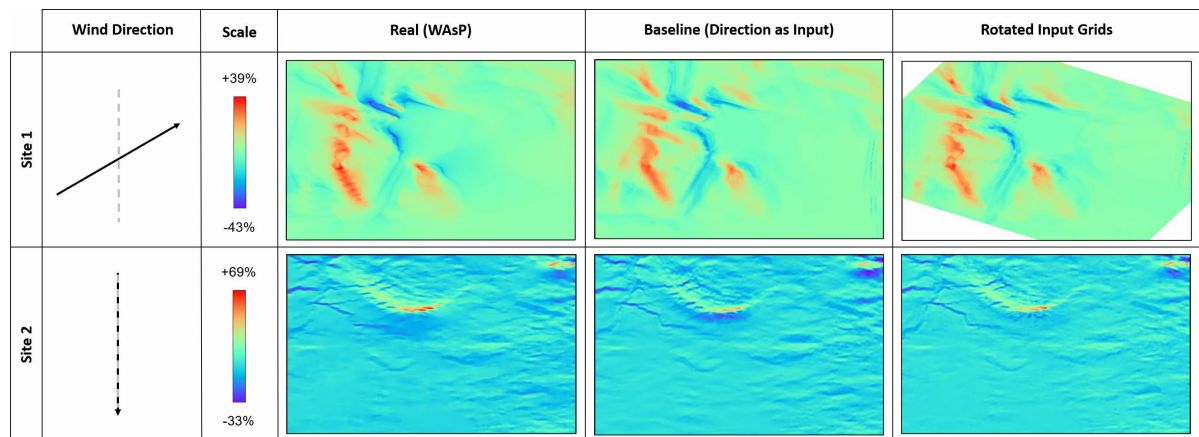 Wind Direction
Scale
Real (WAsP)
Baseline (Direction as Input)
Rotated Input Grids
Site 1
+39%
-43%
Site 2
+69%
-33%